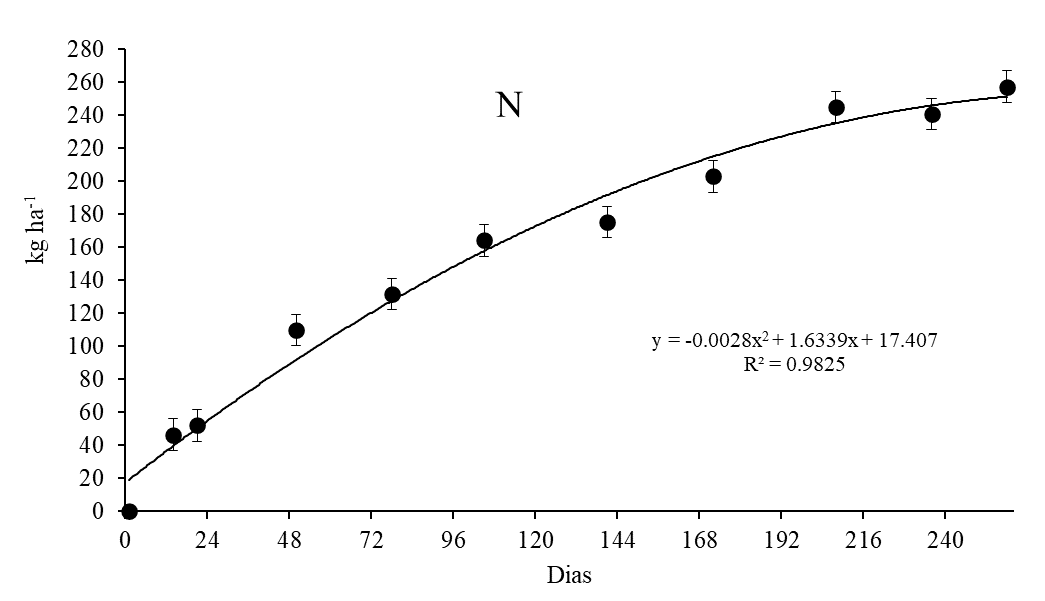 N
280
260
240
220
200
180
160
140
120
100
80
60
40
20
0
kg ha⁻¹
y = -0.0028x² + 1.6339x + 17.407
R² = 0.9825
0 24 48 72 96 120 144 168 192 216 240
Dias